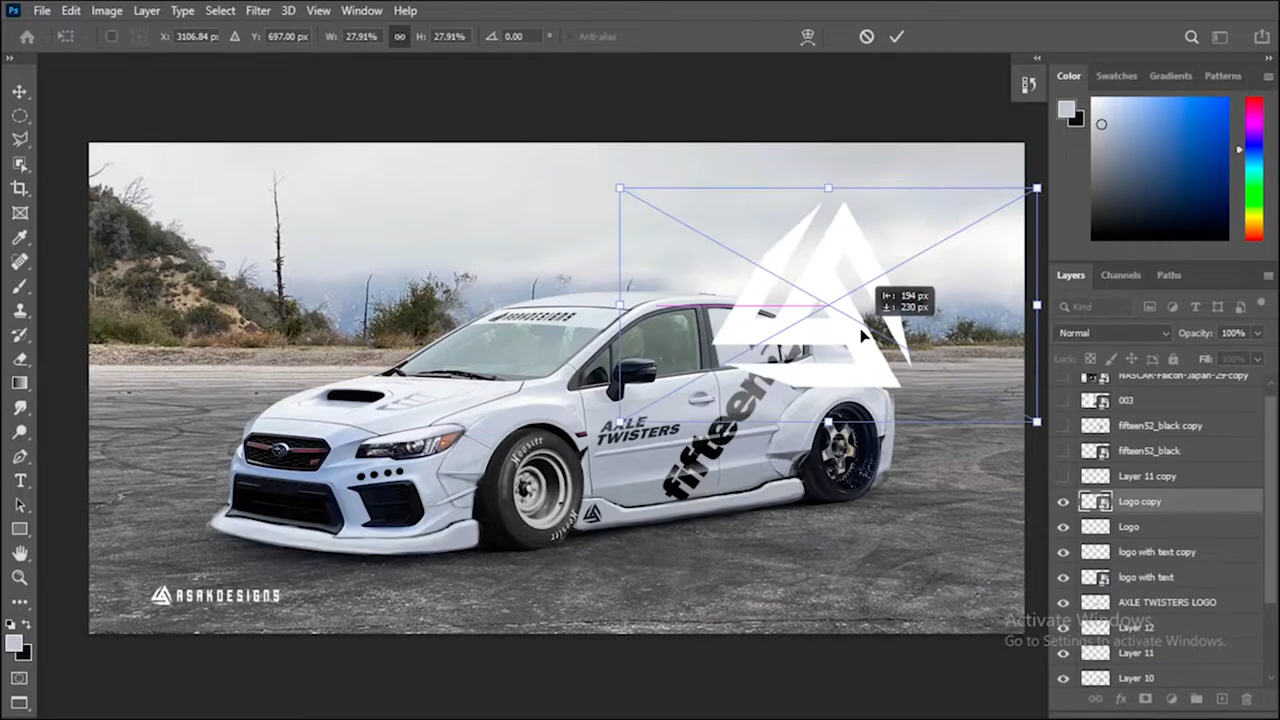 Ps File Edit Image Layer Type Select Filter 3D View Window Help
X: 3106.84 p Y: 697.00 px W: 27.91% H: 27.91% 0.00 ° Anti-alias
Color Swatches Gradients Patterns
Layers Channels Paths
Kind
Normal Opacity: 100%
Lock: Fill: 100%
NASCAR-Falcon-Japan-29-copy
003
fifteen52_black copy
fifteen52_black
Layer 11 copy
Logo copy
Logo
logo with text copy
logo with text
AXLE TWISTERS LOGO
Layer 12
Layer 11
Layer 10
194 px
230 px
ASAKDESIGNS
AXLE
TWISTERS
fifteen
Hoosier
Hoosier
ASAKDESIGNS
Activate Windows
Go to Settings to activate Windows.